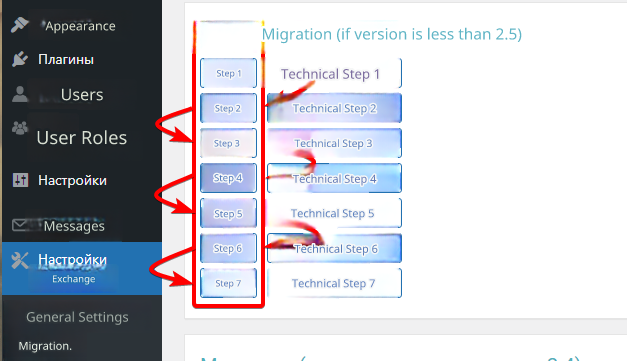 Appearance
Плагины
Users
User Roles
Настройки
Messages
Настройки
Exchange
General Settings
Migration.
Migration (if version is less than 2.5)
Step 1 Technical Step 1
Step 2 Technical Step 2
Step 3 Technical Step 3
Step 4 Technical Step 4
Step 5 Technical Step 5
Step 6 Technical Step 6
Step 7 Technical Step 7